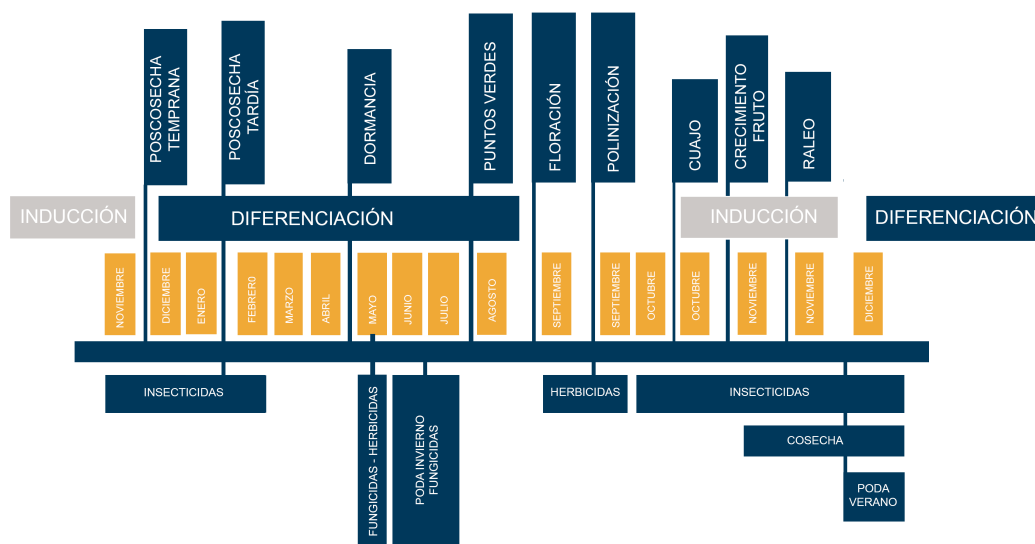 POSCOSECHA
TEMPRANA
POSCOSECHA
TARDÍA
DORMANCIA
PUNTOS VERDES
FLORACIÓN
POLINIZACIÓN
CUAJO
CRECIMIENTO
FRUTO
RALEO
INDUCCIÓN
DIFERENCIACIÓN
INDUCCIÓN
DIFERENCIACIÓN
NOVIEMBRE
DICIEMBRE
ENERO
FEBRER0
MARZO
ABRIL
MAYO
JUNIO
JULIO
AGOSTO
SEPTIEMBRE
SEPTIEMBRE
OCTUBRE
OCTUBRE
NOVIEMBRE
NOVIEMBRE
DICIEMBRE
INSECTICIDAS
FUNGICIDAS - HERBICIDAS
PODA INVIERNO
FUNGICIDAS
HERBICIDAS
INSECTICIDAS
COSECHA
PODA
VERANO